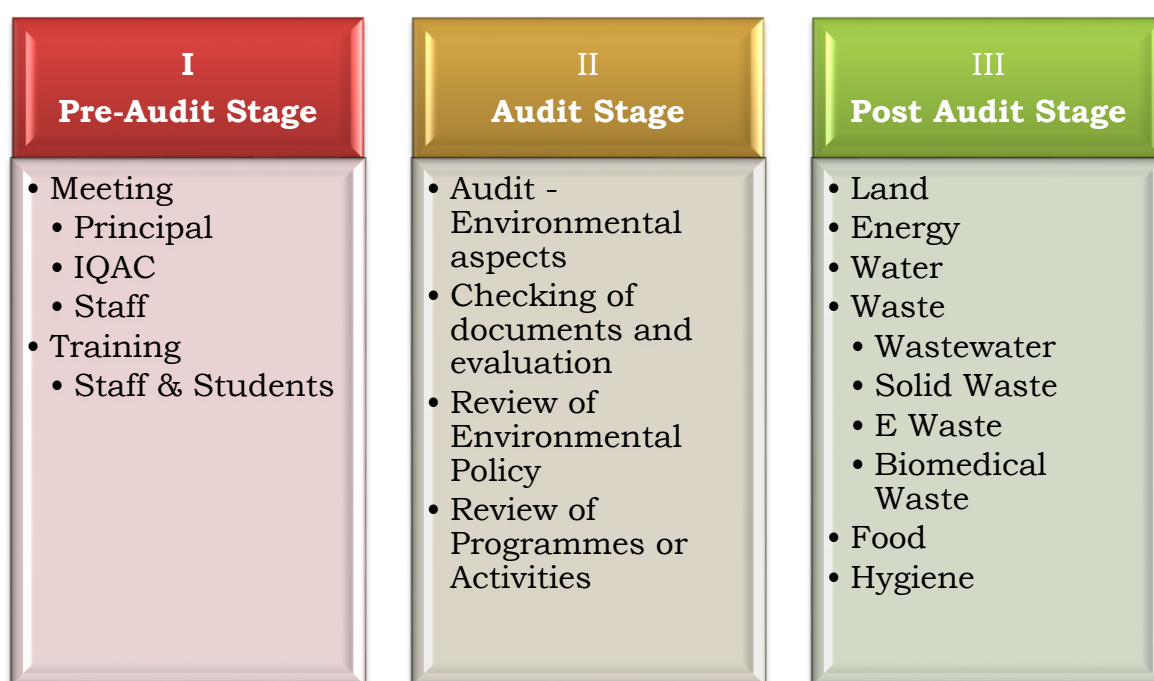 I
Pre-Audit Stage
• Meeting
• Principal
• IQAC
• Staff
• Training
• Staff & Students
II
Audit Stage
• Audit -
Environmental
aspects
• Checking of
documents and
evaluation
• Review of
Environmental
Policy
• Review of
Programmes or
Activities
III
Post Audit Stage
• Land
• Energy
• Water
• Waste
• Wastewater
• Solid Waste
• E Waste
• Biomedical
Waste
• Food
• Hygiene